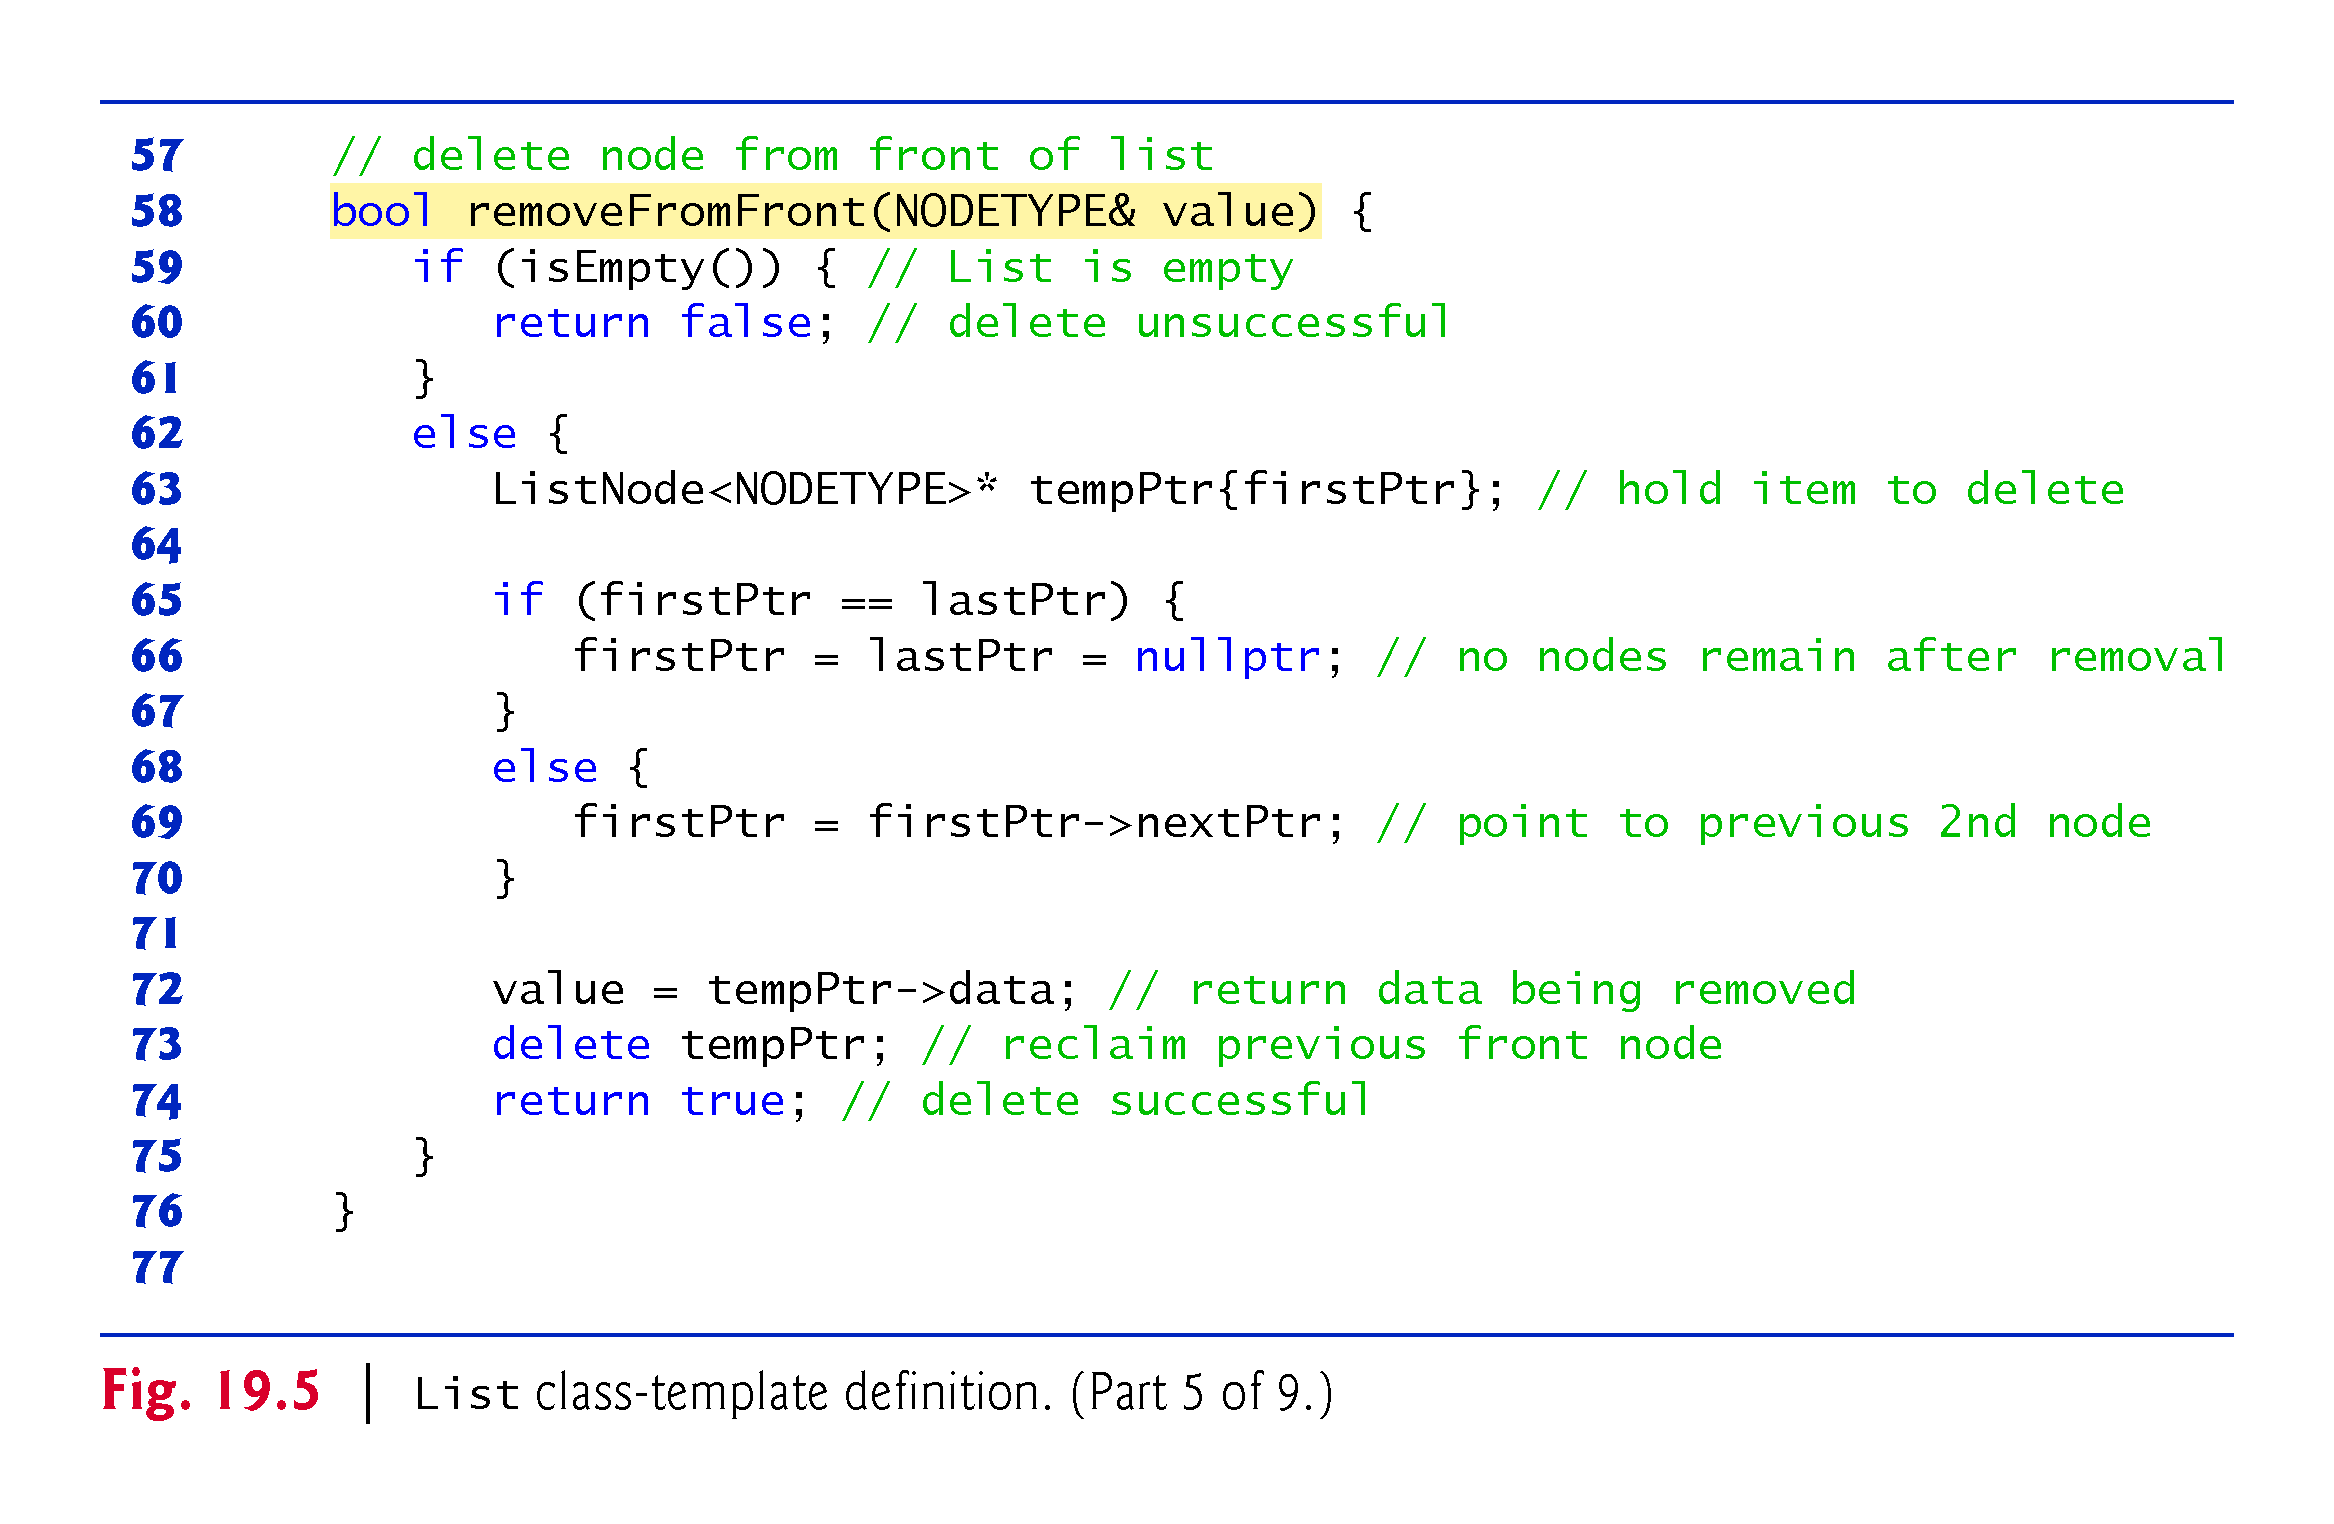 57 // delete node from front of list
58 bool removeFromFront(NODETYPE& value) {
59 if (isEmpty()) { // List is empty
60 return false; // delete unsuccessful
61 }
62 else {
63 ListNode<NODETYPE>* tempPtr{firstPtr}; // hold item to delete
64
65 if (firstPtr == lastPtr) {
66 firstPtr = lastPtr = nullptr; // no nodes remain after removal
67 }
68 else {
69 firstPtr = firstPtr->nextPtr; // point to previous 2nd node
70 }
71
72 value = tempPtr->data; // return data being removed
73 delete tempPtr; // reclaim previous front node
74 return true; // delete successful
75 }
76 }
77
Fig. 19.5 | List class-template definition. (Part 5 of 9.)